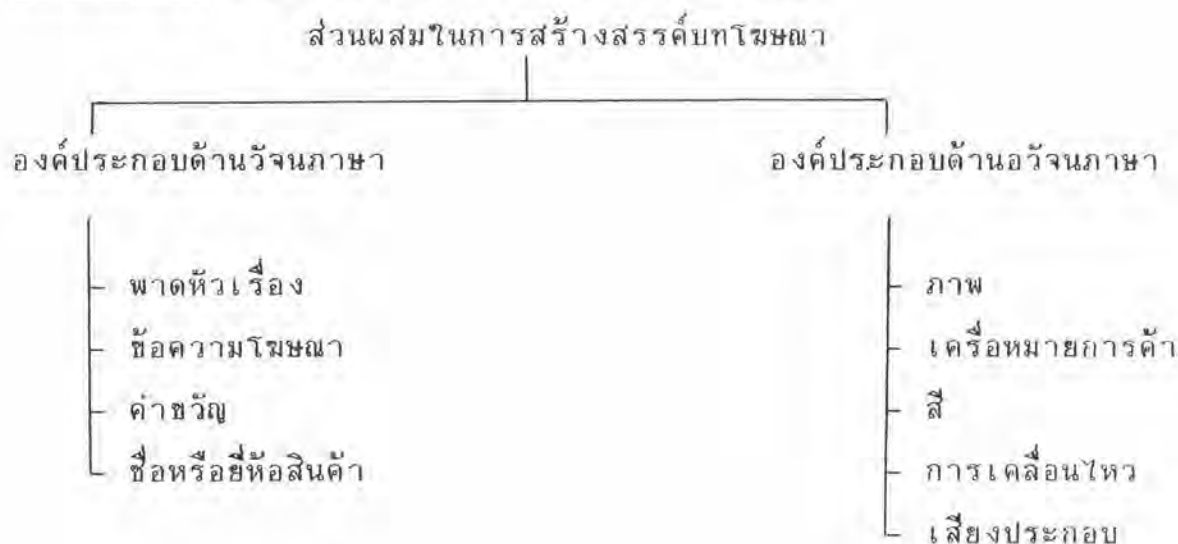 ส่วนผสมในการสร้างสรรค์บทโฆษณา
องค์ประกอบด้านวัจนภาษา
พาดหัวเรื่อง
ข้อความโฆษณา
คำขวัญ
ชื่อหรือยี่ห้อสินค้า
องค์ประกอบด้านอวัจนภาษา
ภาพ
เครื่อหมายการค้า
สี
การเคลื่อนไหว
เสียงประกอบ